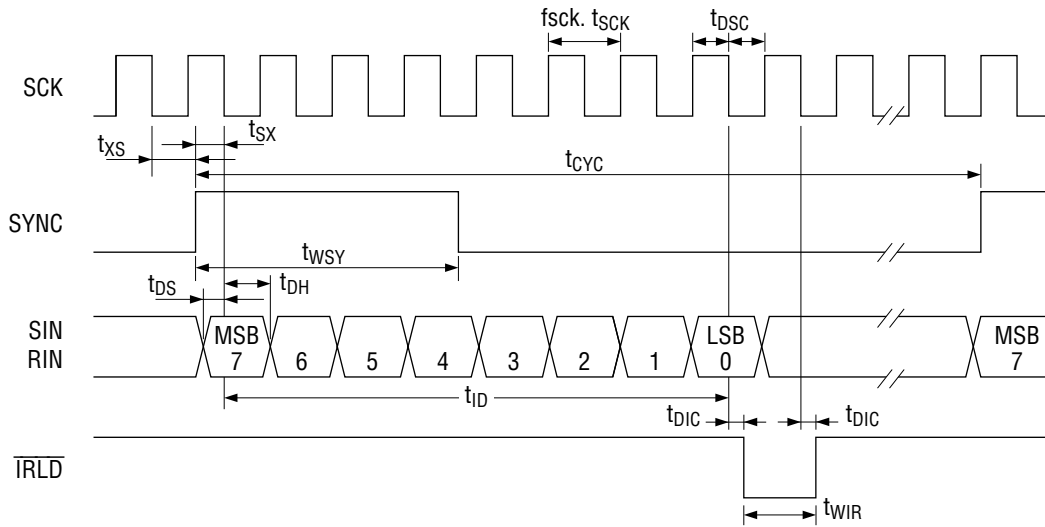 fsck. tSCK
tDSC
SCK
tSX
tXS
tCYC
SYNC
tWSY
tDS
tDH
SIN
RIN
MSB
7
6
5
4
3
2
1
LSB
0
MSB
7
tID
tDIC
tDIC
IRLD
tWIR